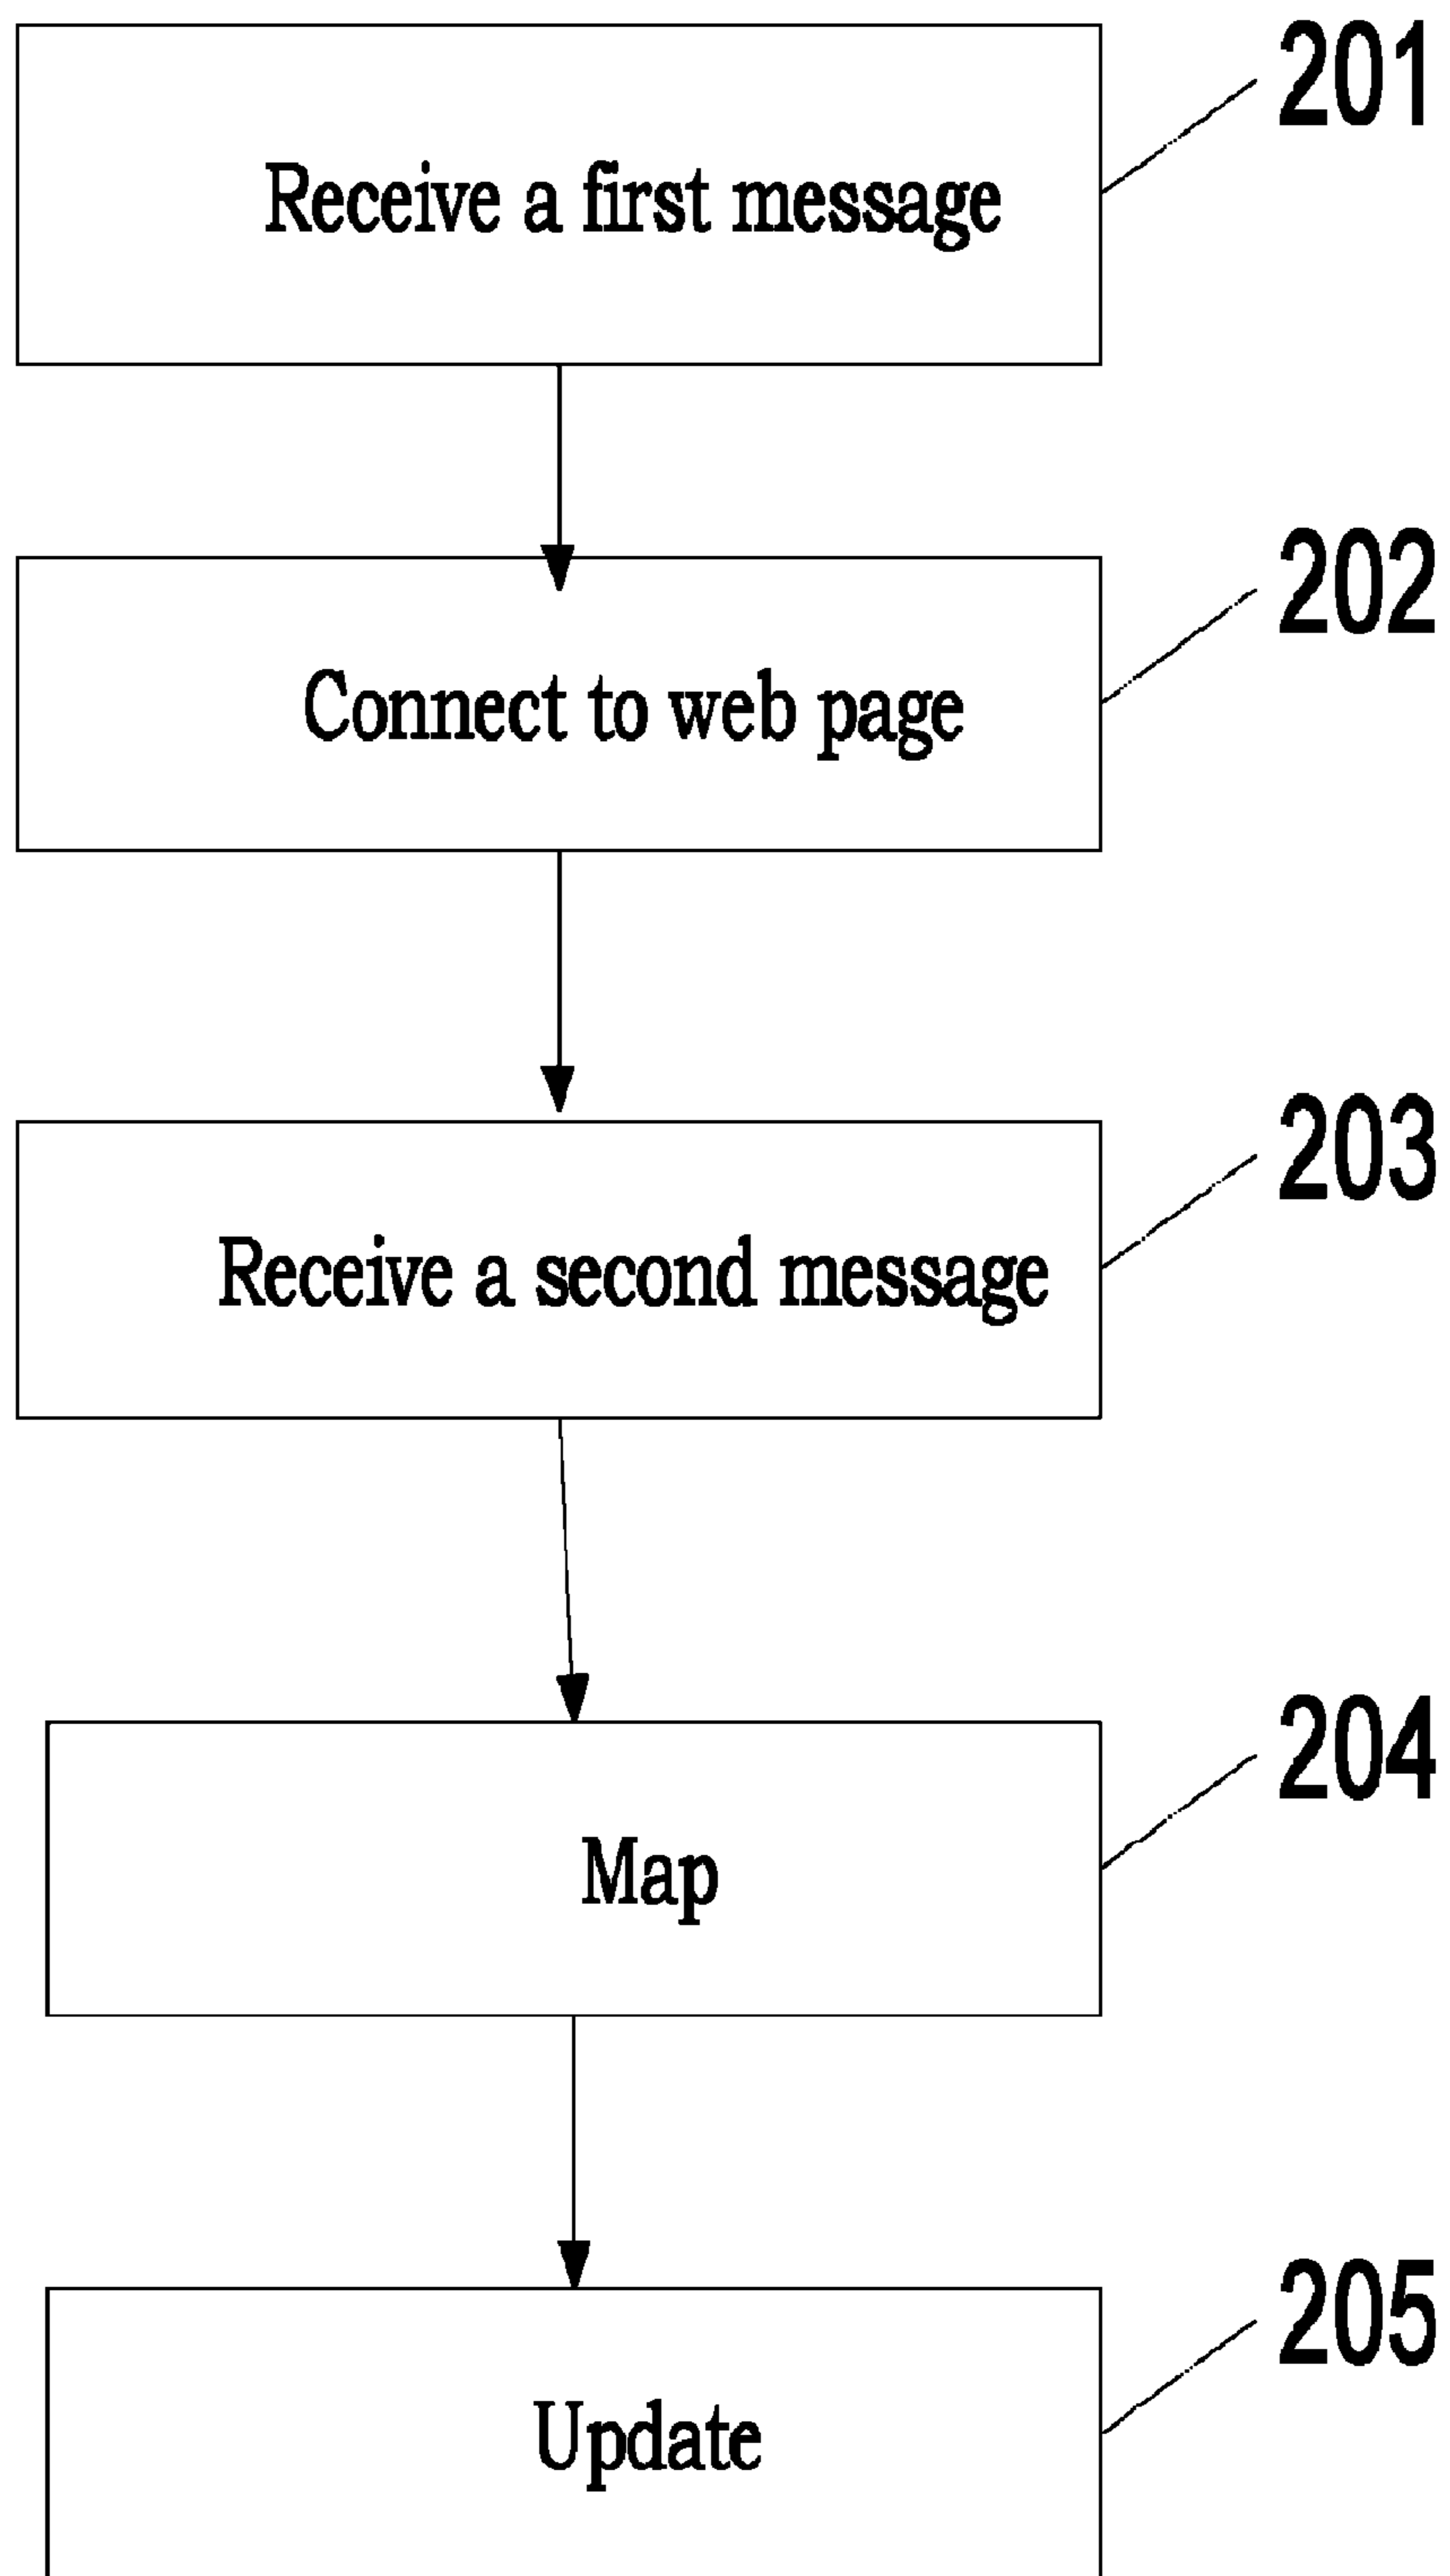 Receive a first message
201
Connect to web page
202
Receive a second message
203
Map
204
Update
205